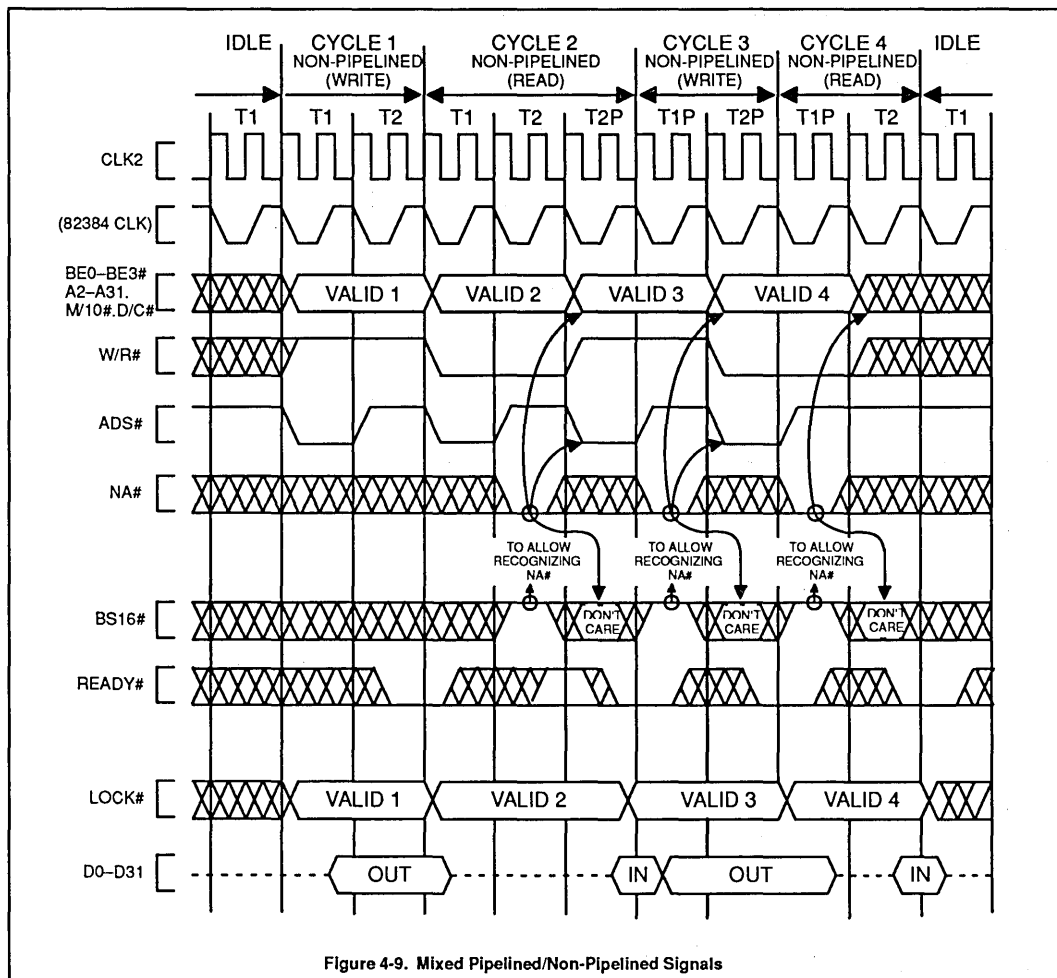 IDLE CYCLE 1 CYCLE 2 CYCLE 3 CYCLE 4 IDLE
NON-PIPELINED NON-PIPELINED NON-PIPELINED NON-PIPELINED
(WRITE) (READ) (WRITE) (READ)
T1 T1 T2 T1 T2 T2P T1P T2P T1P T2 T1
CLK2
(82384 CLK)
BE0–BE3#
A2–A31.
M/10#.D/C#
VALID 1 VALID 2 VALID 3 VALID 4
W/R#
ADS#
NA#
TO ALLOW TO ALLOW TO ALLOW
RECOGNIZING RECOGNIZING RECOGNIZING
NA# NA# NA#
BS16#
DON'T DON'T DON'T
CARE CARE CARE
READY#
LOCK# VALID 1 VALID 2 VALID 3 VALID 4
D0–D31 OUT IN OUT IN
Figure 4-9. Mixed Pipelined/Non-Pipelined Signals